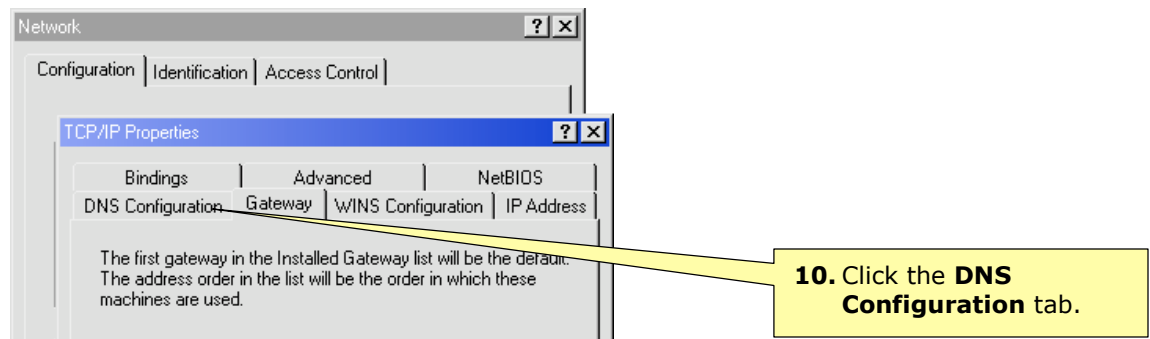 Network
Configuration Identification Access Control
TCP/IP Properties
Bindings Advanced NetBIOS
DNS Configuration Gateway WINS Configuration IP Address
The first gateway in the Installed Gateway list will be the default.
The address order in the list will be the order in which these
machines are used.
10. Click the DNS
Configuration tab.